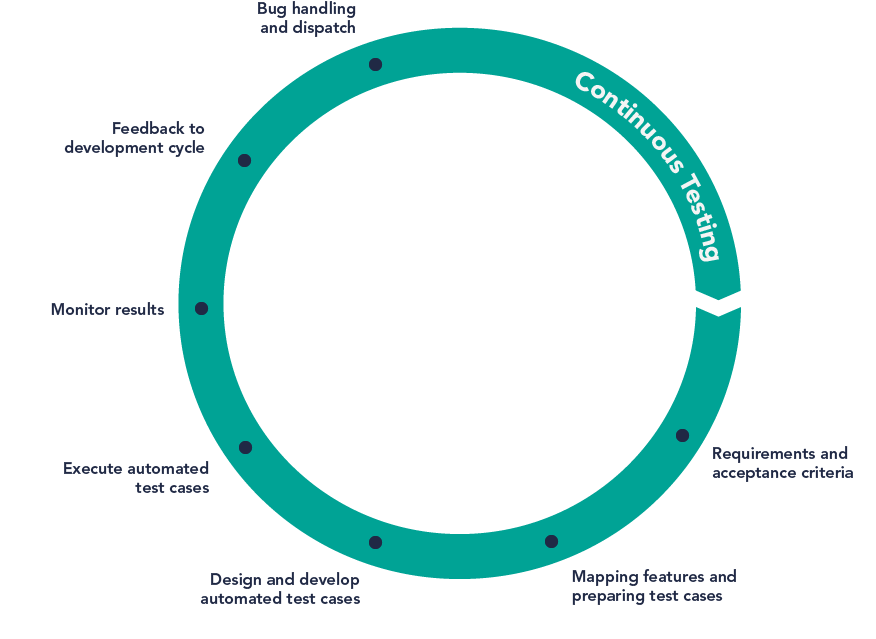 Bug handling
and dispatch
Continuous Testing
Feedback to
development cycle
Monitor results
Requirements and
acceptance criteria
Execute automated
test cases
Mapping features and
preparing test cases
Design and develop
automated test cases